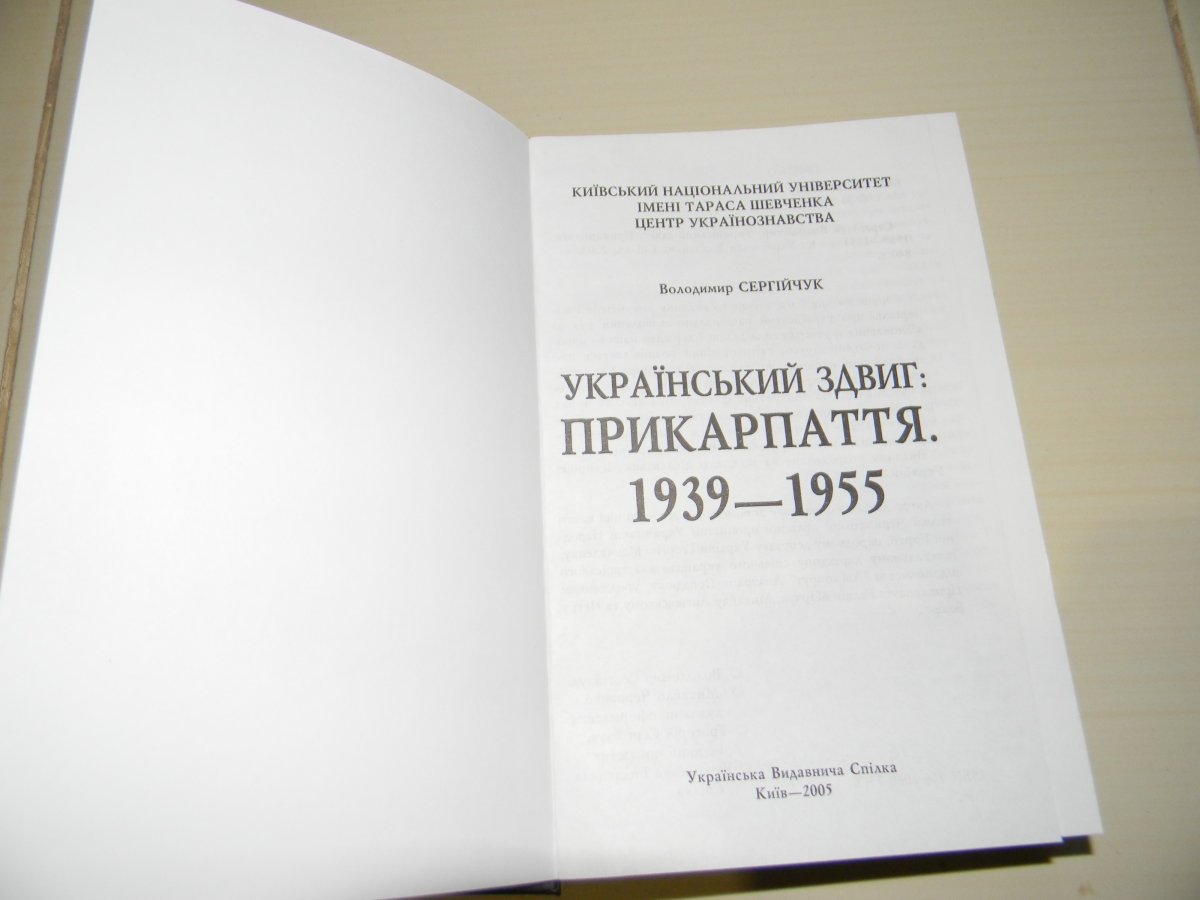 КИЇВСЬКИЙ НАЦІОНАЛЬНИЙ УНІВЕРСИТЕТ
ІМЕНІ ТАРАСА ШЕВЧЕНКА
ЦЕНТР УКРАЇНОЗНАВСТВА
Володимир СЕРГІЙЧУК
УКРАЇНСЬКИЙ ЗДВИГ:
ПРИКАРПАТТЯ.
1939—1955
Українська Видавнича Спілка
Київ—2005